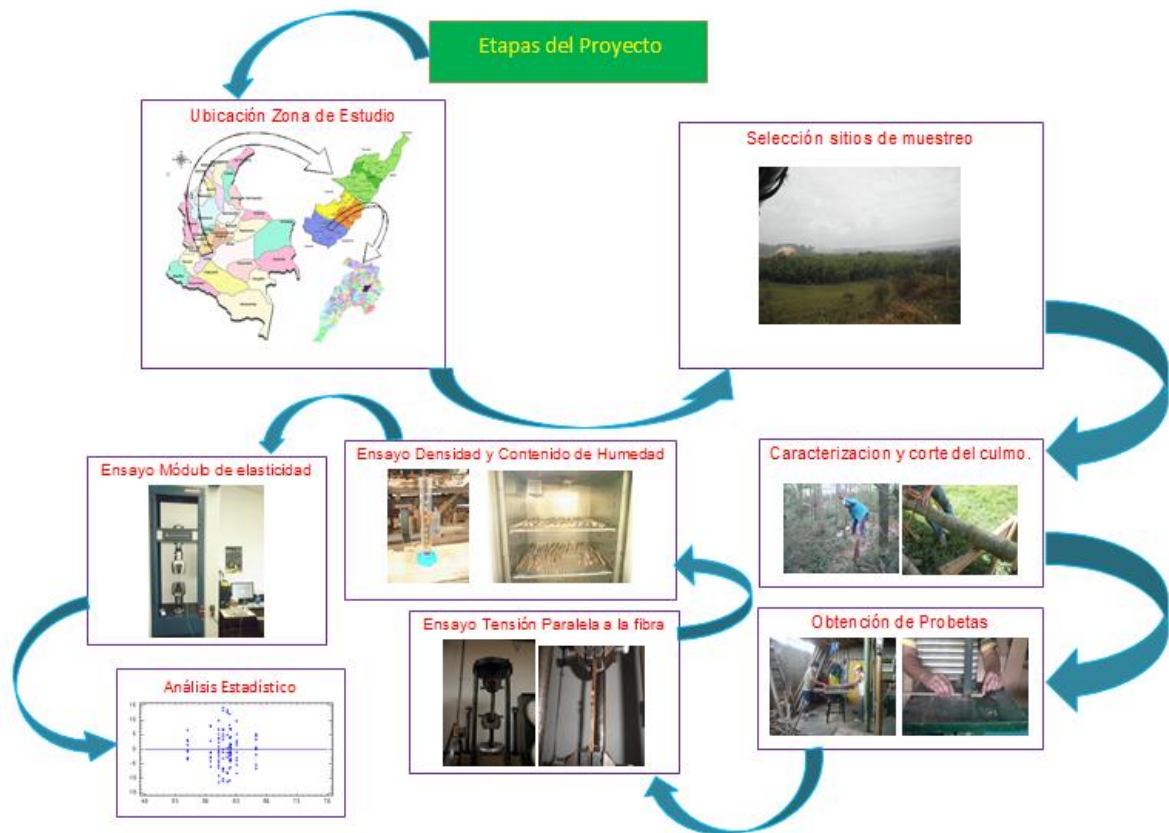 Etapas del Proyecto
Ubicación Zona de Estudio
Selección sitios de muestreo
Caracterizacion y corte del culmo.
Obtención de Probetas
Ensayo Tensión Paralela a la fibra
Ensayo Densidad y Contenido de Humedad
Ensayo Módulo de elasticidad
Análisis Estadístico